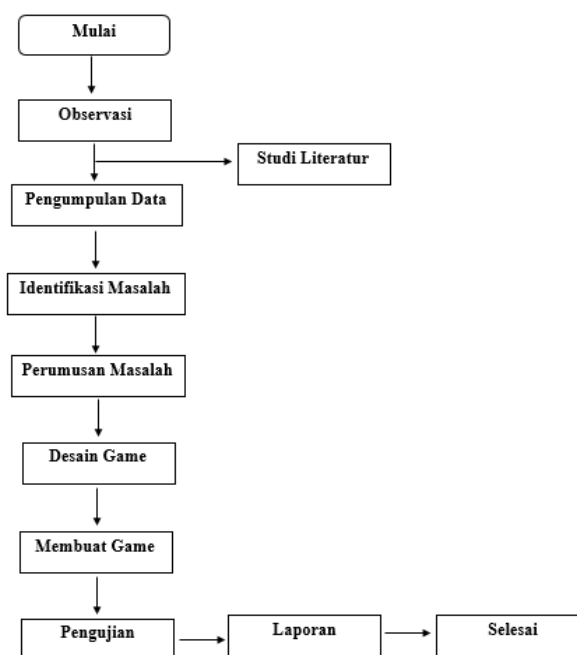 Mulai
Observasi
Studi Literatur
Pengumpulan Data
Identifikasi Masalah
Perumusan Masalah
Desain Game
Membuat Game
Pengujian
Laporan
Selesai